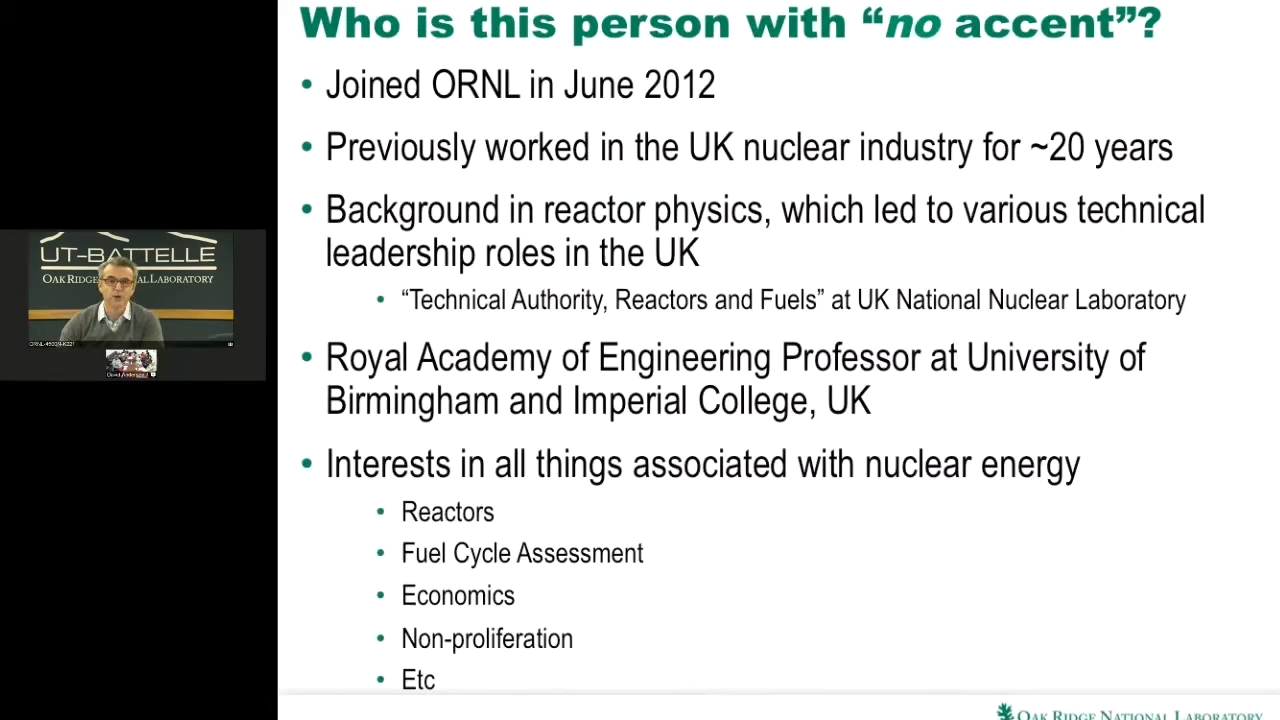 Who is this person with “no accent”?
• Joined ORNL in June 2012
• Previously worked in the UK nuclear industry for ~20 years
• Background in reactor physics, which led to various technical
leadership roles in the UK
• “Technical Authority, Reactors and Fuels” at UK National Nuclear Laboratory
• Royal Academy of Engineering Professor at University of
Birmingham and Imperial College, UK
• Interests in all things associated with nuclear energy
• Reactors
• Fuel Cycle Assessment
• Economics
• Non-proliferation
• Etc
OAK RIDGE NATIONAL LABORATORY
UT-BATTELLE
OAK RIDGE LABORATORY